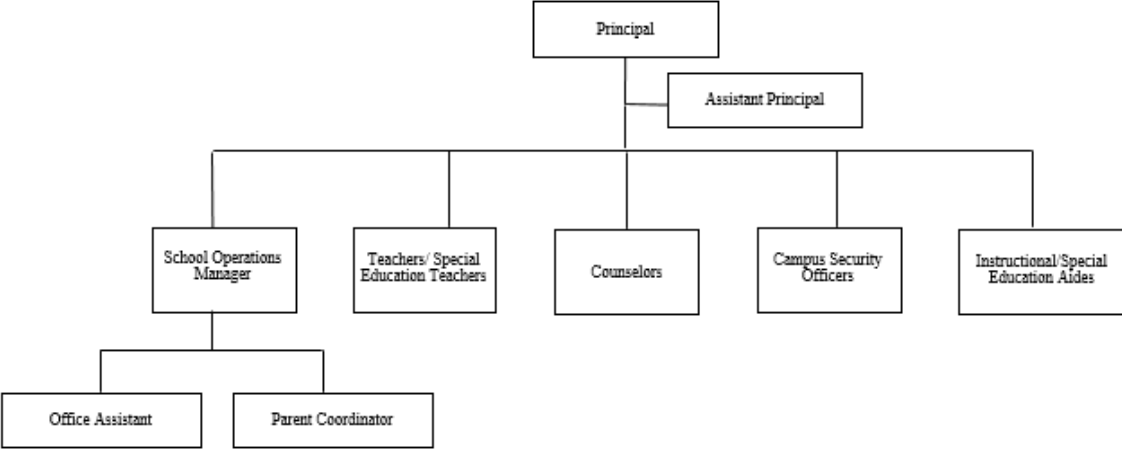 Principal
Assistant Principal
School Operations
Manager
Teachers/ Special
Education Teachers
Counselors
Campus Security
Officers
Instructional/Special
Education Aides
Office Assistant
Parent Coordinator